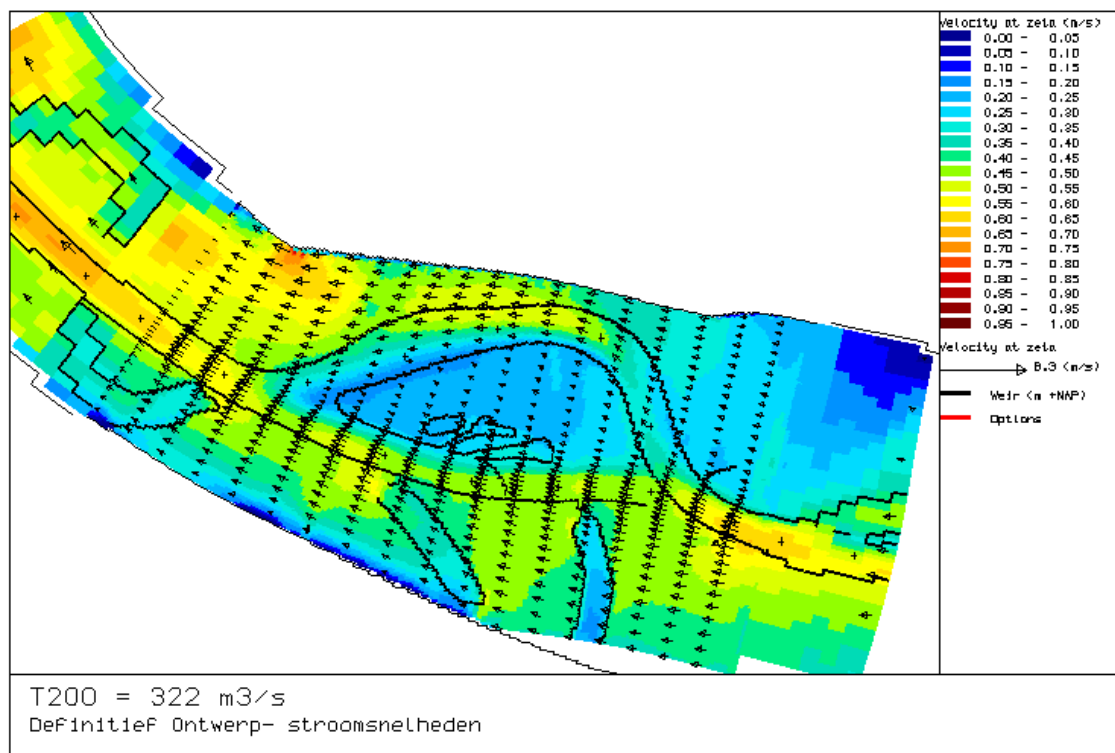 Velocity at zeta (m/s)
0.00 - 0.05
0.05 - 0.10
0.10 - 0.15
0.15 - 0.20
0.20 - 0.25
0.25 - 0.30
0.30 - 0.35
0.35 - 0.40
0.40 - 0.45
0.45 - 0.50
0.50 - 0.55
0.55 - 0.60
0.60 - 0.65
0.65 - 0.70
0.70 - 0.75
0.75 - 0.80
0.80 - 0.85
0.85 - 0.90
0.90 - 0.95
0.95 - 1.00
Velocity at zeta
8.3 (m/s)
Weir (m +NAP)
Options
T200 = 322 m3/s
Definitief Ontwerp- stroomsnelheden